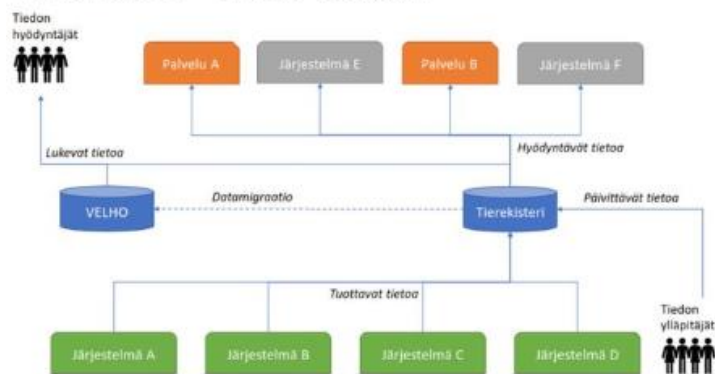 Tiedon
hyödyntäjät
Palvelu A
Järjestelmä E
Palvelu B
Järjestelmä F
Lukevat tietoa
Hyödyntävät tietoa
VELHO
Datamigraatio
Tierekisteri
Päivittävät tietoa
Tuottavat tietoa
Tiedon
ylläpitäjät
Järjestelmä A
Järjestelmä B
Järjestelmä C
Järjestelmä D